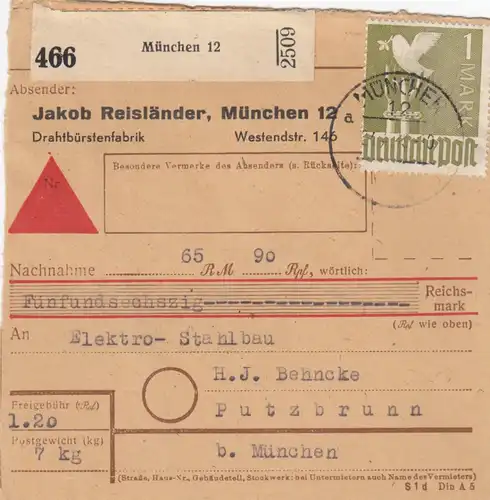 466
München 12
2509
1 MARK
Deutsche Post
MÜNCHEN
12
a
Absender:
Jakob Reisländer, München 12
Drahtbürstenfabrik Westendstr. 146
Nr.
Besondere Vermerke des Absenders (s. Rückseite):
65 90
Nachnahme RM Rpf, wörtlich:
Fünfundsechszig-------------------
Reichs-
mark
(Rpf wie oben)
An Elektro- Stahlbau
H.J. Behncke
Putzbrunn
b. München
Freigebühr (Rpf)
1.20
Postgewicht (kg)
7 kg
(Straße, Haus-Nr., Gebäudeteil, Stockwerk; bei Untermietern auch Name des Vermieters)
S1d Din A 5